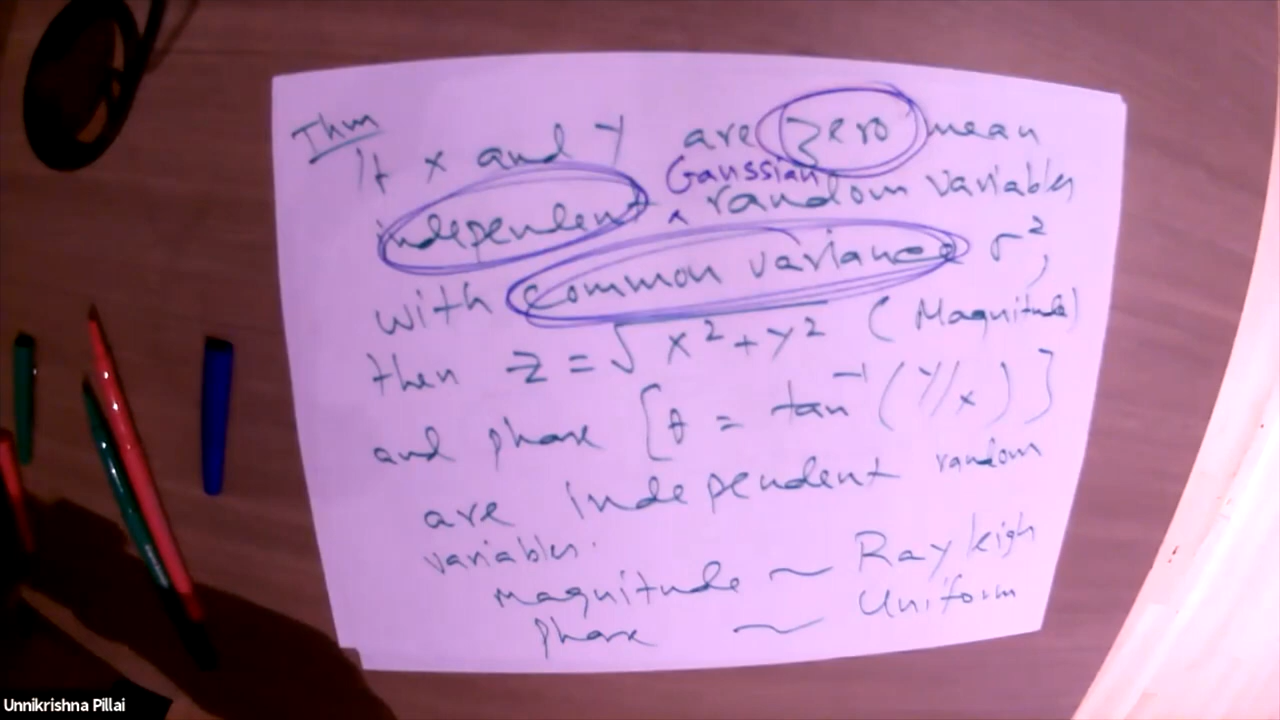 Thm
If x and y are zero mean
independent ^ Gaussian random variables
with common variance σ²,
then z = √x²+y² (Magnitude)
and phase [θ = tan⁻¹(y/x)]
are independent random
variables.
magnitude ~ Rayleigh
phase ~ Uniform
Unnikrishna Pillai